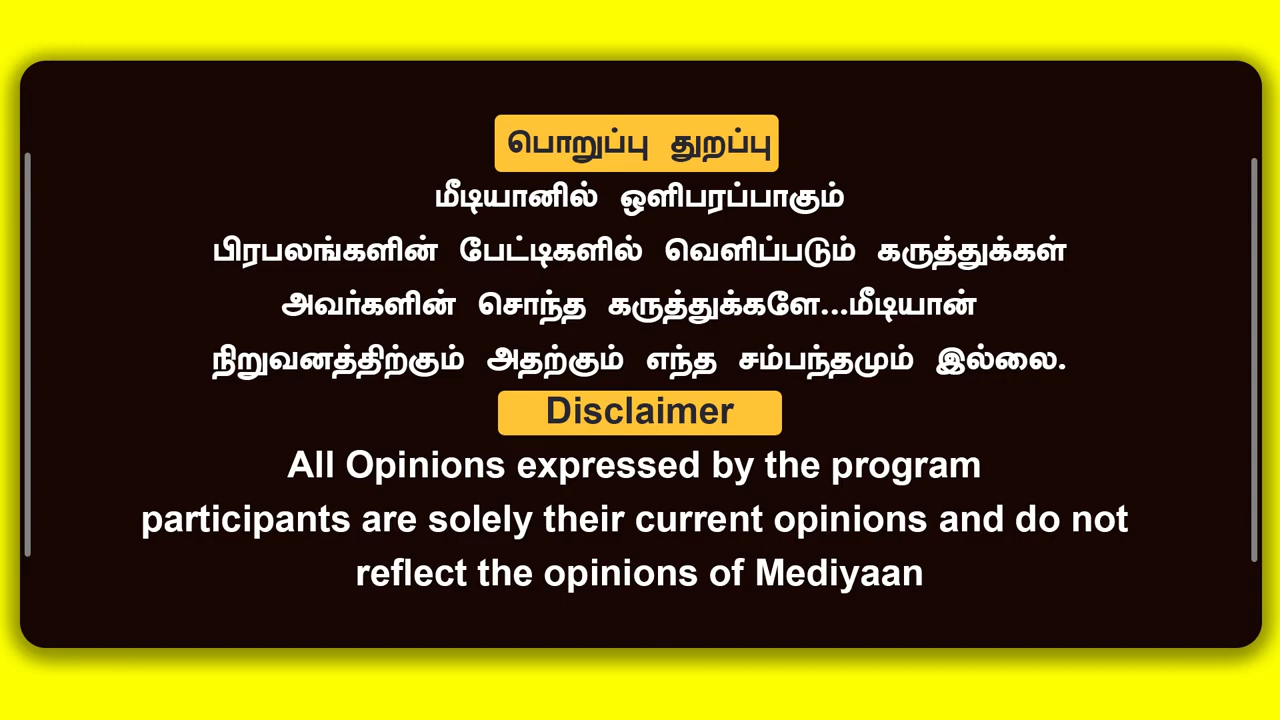 பொறுப்பு துறப்பு
மீடியானில் ஒளிபரப்பாகும்
பிரபலங்களின் பேட்டிகளில் வெளிப்படும் கருத்துக்கள்
அவர்களின் சொந்த கருத்துக்களே...மீடியான்
நிறுவனத்திற்கும் அதற்கும் எந்த சம்பந்தமும் இல்லை.
Disclaimer
All Opinions expressed by the program
participants are solely their current opinions and do not
reflect the opinions of Mediyaan